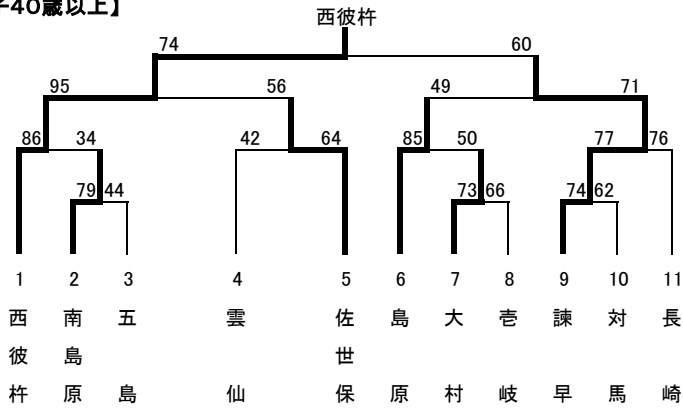 子40歳以上】
西彼杵
74 60
95 56 49 71
86 34 42 64 85 50 77 76
79 44 73 66 74 62
1 2 3 4 5 6 7 8 9 10 11
西彼杵 南島原 五島 雲仙 佐世保 島原 大村 壱岐 諫早 対馬 長崎